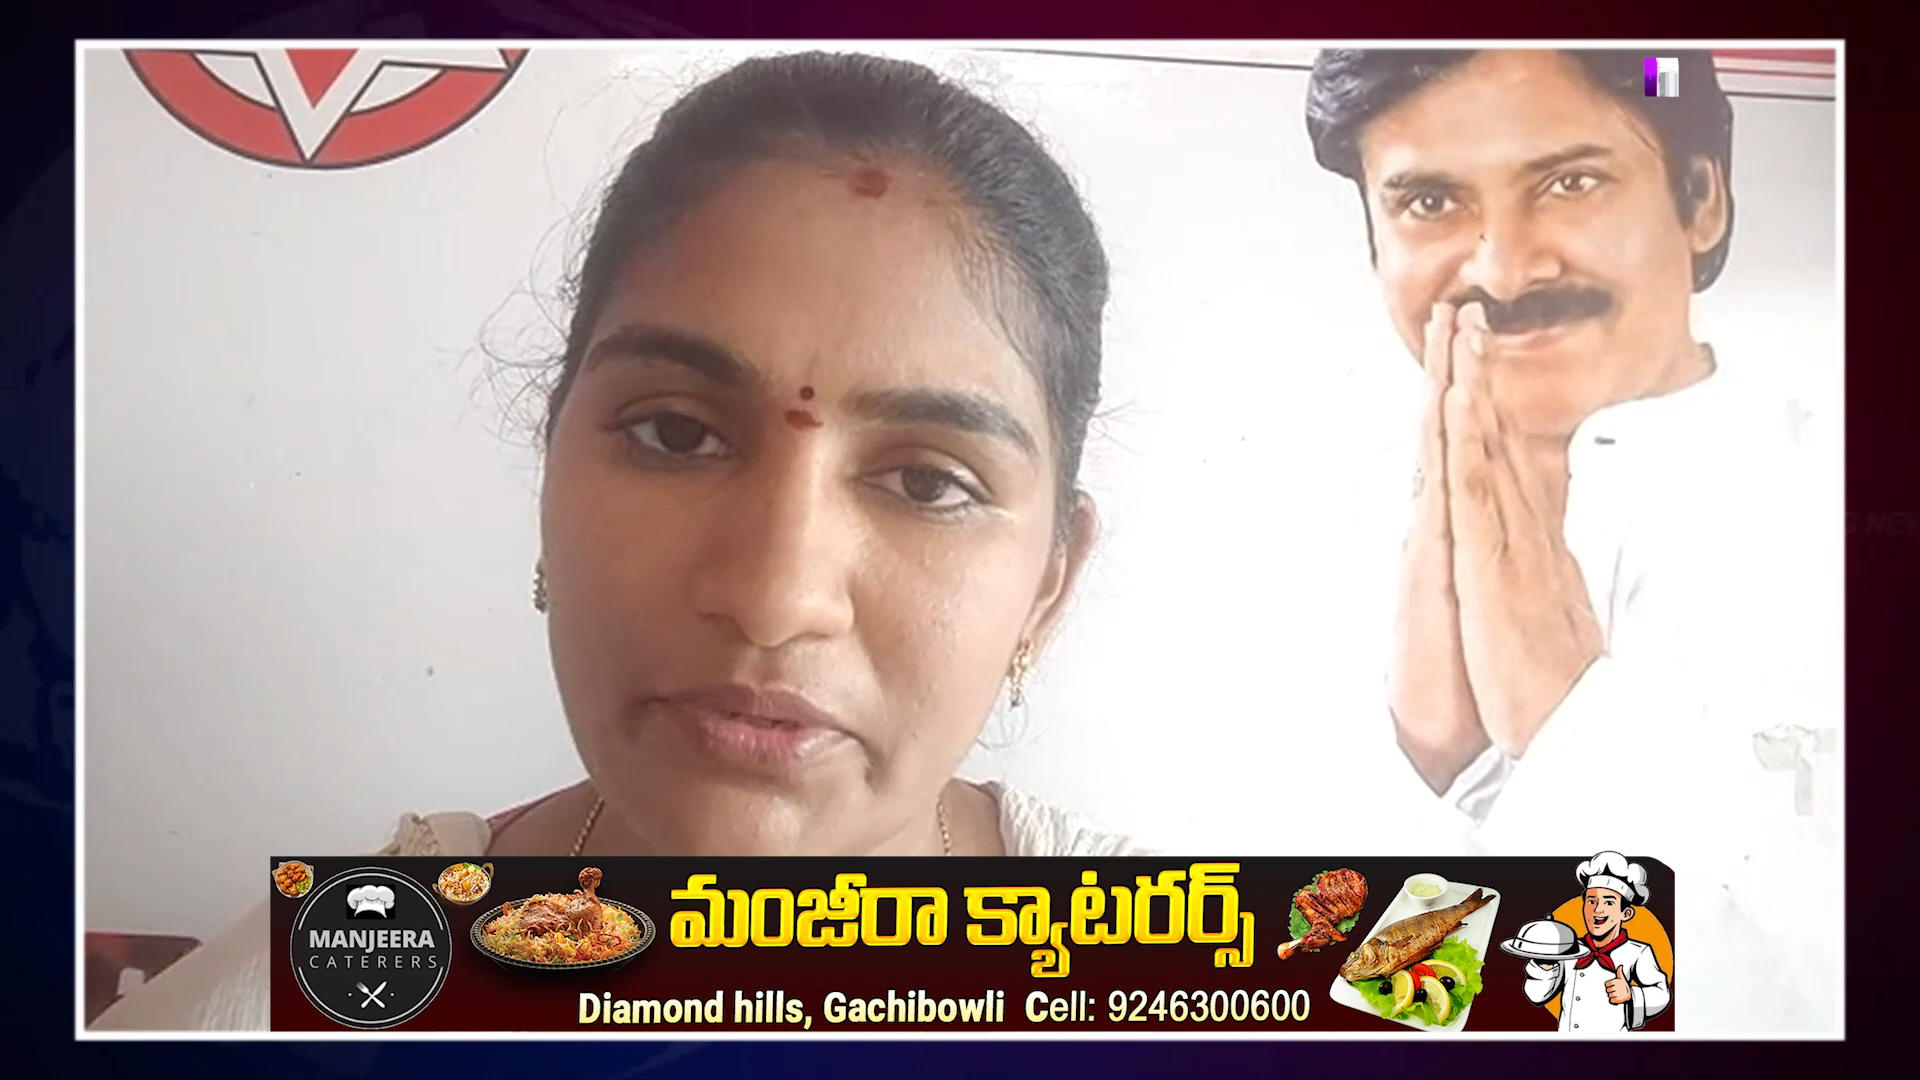 MANJEERA
CATERERS
మంజీరా క్యాటరర్స్
Diamond hills, Gachibowli Cell: 9246300600